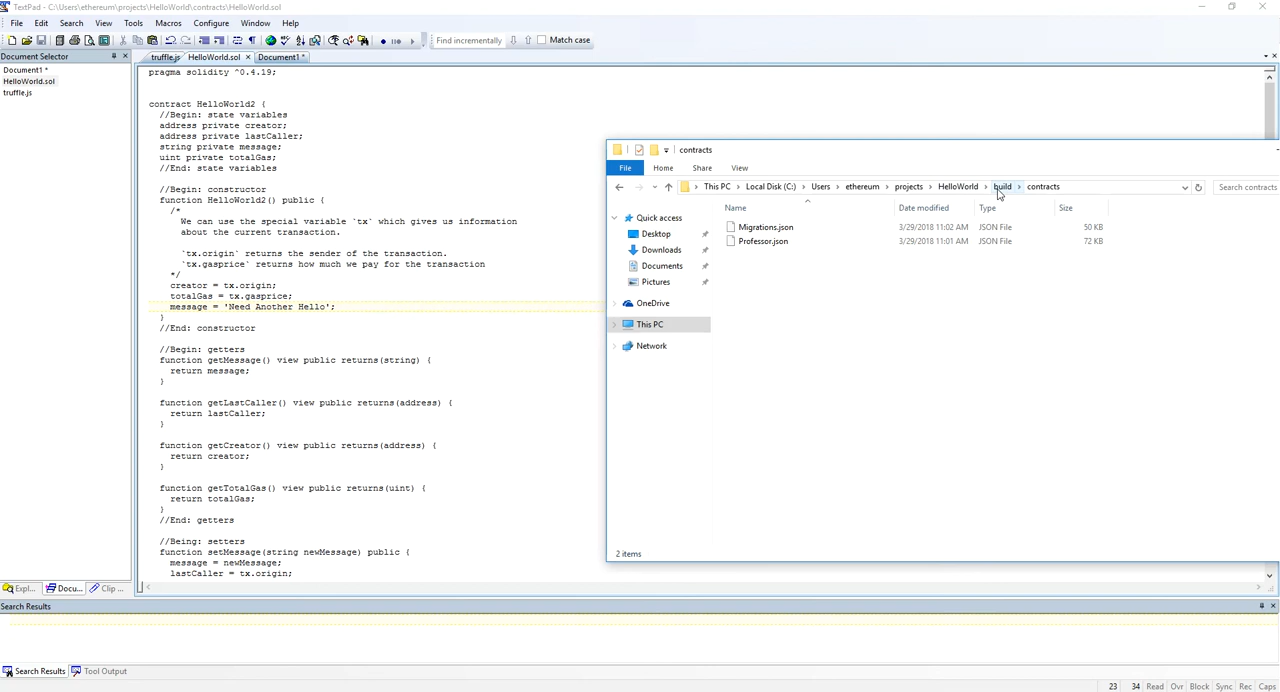 TextPad - C:\Users\ethereum\projects\HelloWorld\contracts\HelloWorld.sol
File Edit Search View Tools Macros Configure Window Help
Find incrementally Match case
Document Selector
Document1 *
HelloWorld.sol
truffle.js
truffle.js HelloWorld.sol Document1 *
pragma solidity ^0.4.19;
contract HelloWorld2 {
//Begin: state variables
address private creator;
address private lastCaller;
string private message;
uint private totalGas;
//End: state variables
//Begin: constructor
function HelloWorld2() public {
/*
We can use the special variable `tx` which gives us information
about the current transaction.
`tx.origin` returns the sender of the transaction.
`tx.gasprice` returns how much we pay for the transaction
*/
creator = tx.origin;
totalGas = tx.gasprice;
message = 'Need Another Hello';
}
//End: constructor
//Begin: getters
function getMessage() view public returns(string) {
return message;
}
function getLastCaller() view public returns(address) {
return lastCaller;
}
function getCreator() view public returns(address) {
return creator;
}
function getTotalGas() view public returns(uint) {
return totalGas;
}
//End: getters
//Being: setters
function setMessage(string newMessage) public {
message = newMessage;
lastCaller = tx.origin;
contracts
File Home Share View
This PC Local Disk (C:) Users ethereum projects HelloWorld build contracts
Search contracts
Quick access
Desktop
Downloads
Documents
Pictures
OneDrive
This PC
Network
Name Date modified Type Size
Migrations.json 3/29/2018 11:02 AM JSON File 50 KB
Professor.json 3/29/2018 11:01 AM JSON File 72 KB
2 items
Expl... Docu... Clip ...
Search Results
Search Results Tool Output
23 34 Read Ovr Block Sync Rec Caps